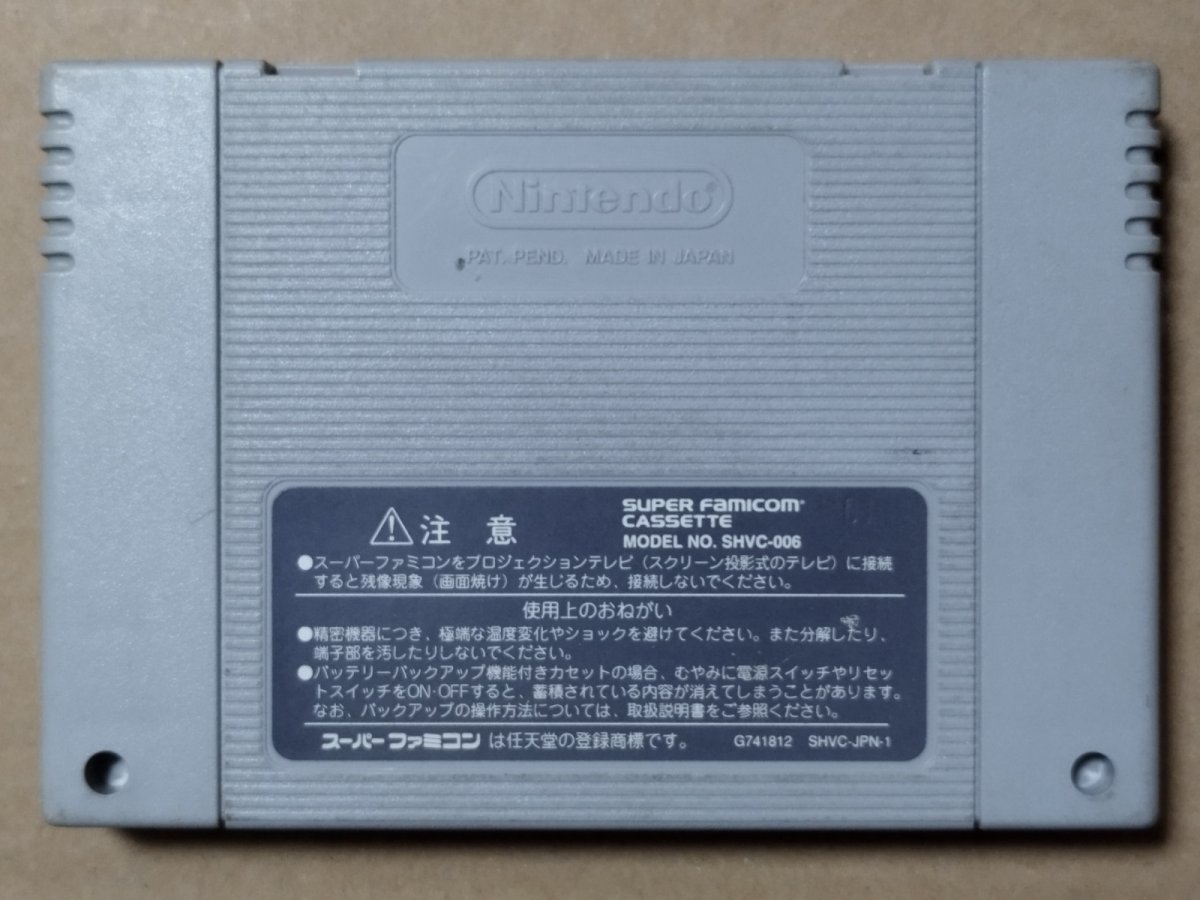 Nintendo®
PAT. PEND. MADE IN JAPAN
注 意
SUPER FAMICOM
CASSETTE
MODEL NO. SHVC-006
●スーパーファミコンをプロジェクションテレビ(スクリーン投影式のテレビ)に接続
すると残像現象(画面焼け)が生じるため、接続しないでください。
使用上のおねがい
●精密機器につき、極端な温度変化やショックを避けてください。また分解したり、
端子部を汚したりしないでください。
●バッテリーバックアップ機能付きカセットの場合、むやみに電源スイッチやリセッ
トスイッチをON・OFFすると、蓄積されている内容が消えてしまうことがあります。
なお、バックアップの操作方法については、取扱説明書をご参照ください。
スーパーファミコンは任天堂の登録商標です。 G741812 SHVC-JPN-1